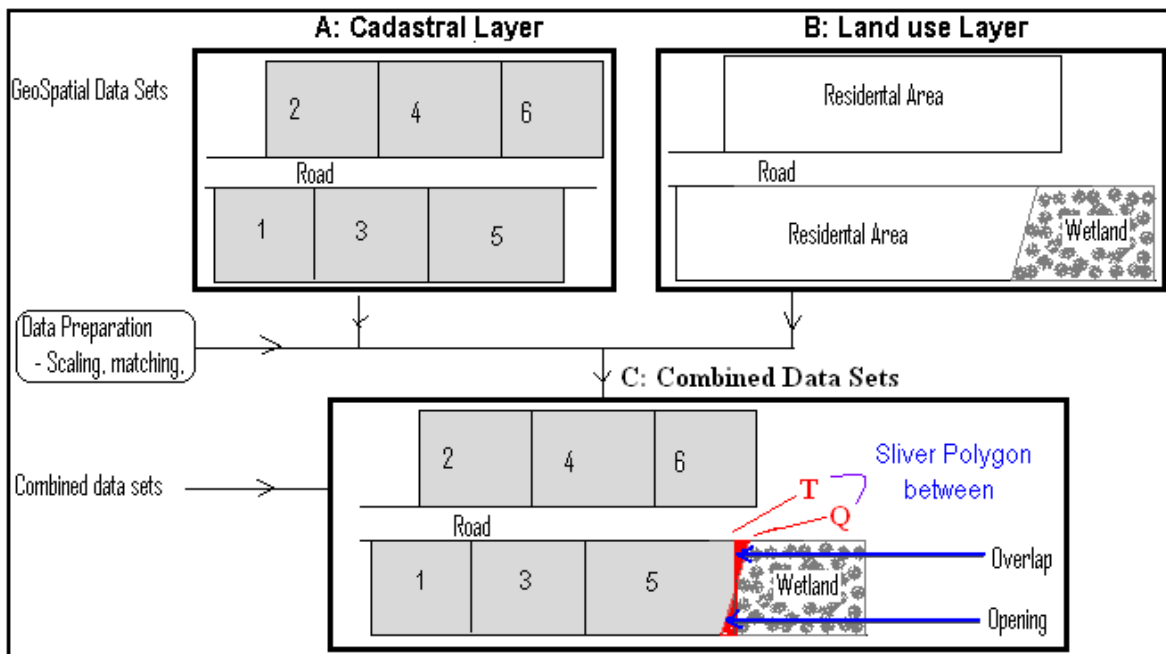 A: Cadastral Layer
B: Land use Layer
GeoSpatial Data Sets
2
4
6
Road
1
3
5
Residental Area
Road
Residental Area
Wetland
Data Preparation
- Scaling, matching,
C: Combined Data Sets
Combined data sets
2
4
6
Road
1
3
5
Wetland
T
Q
Sliver Polygon
between
Overlap
Opening